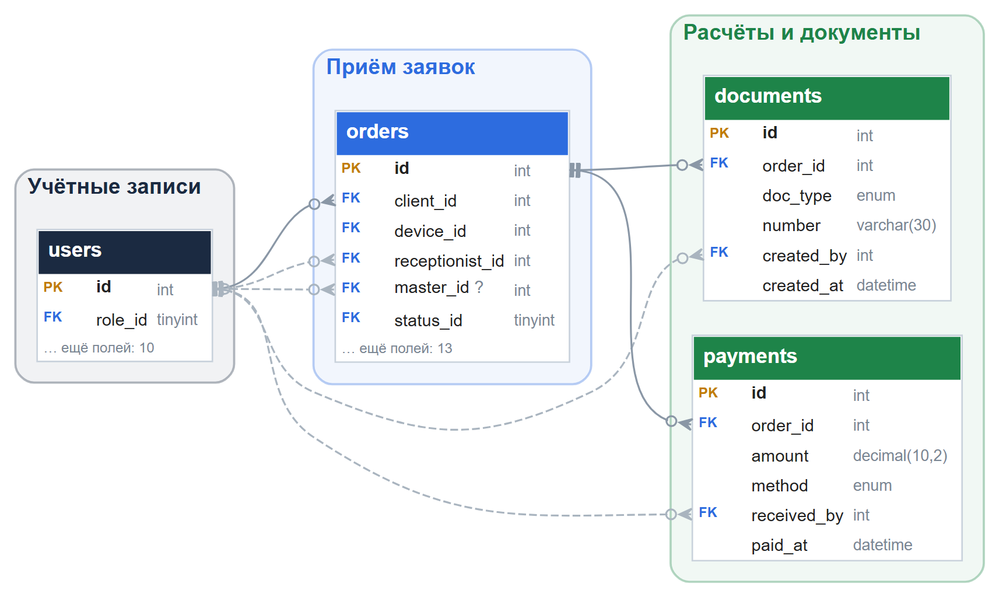 Учётные записи
users
PK id int
FK role_id tinyint
… ещё полей: 10
Приём заявок
orders
PK id int
FK client_id int
FK device_id int
FK receptionist_id int
FK master_id ? int
FK status_id tinyint
… ещё полей: 13
Расчёты и документы
documents
PK id int
FK order_id int
doc_type enum
number varchar(30)
FK created_by int
created_at datetime
payments
PK id int
FK order_id int
amount decimal(10,2)
method enum
FK received_by int
paid_at datetime